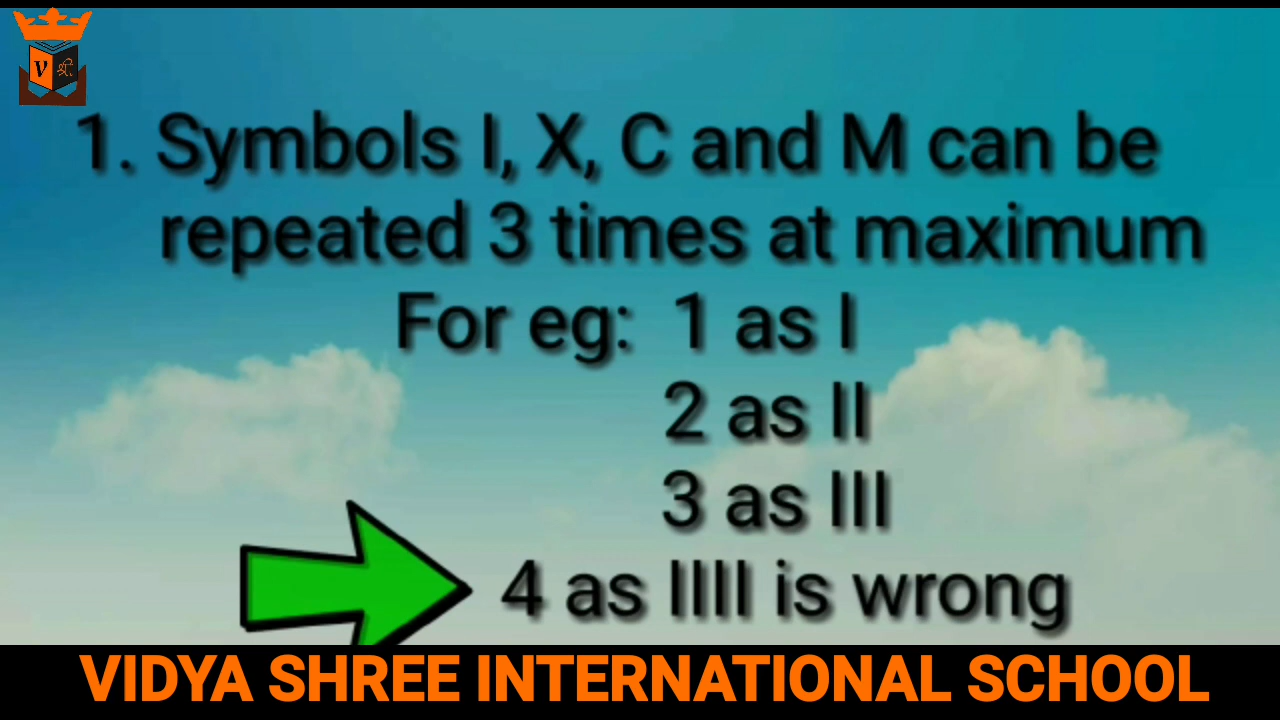 V श्री
1. Symbols I, X, C and M can be
repeated 3 times at maximum
For eg: 1 as I
2 as II
3 as III
4 as IIII is wrong
VIDYA SHREE INTERNATIONAL SCHOOL